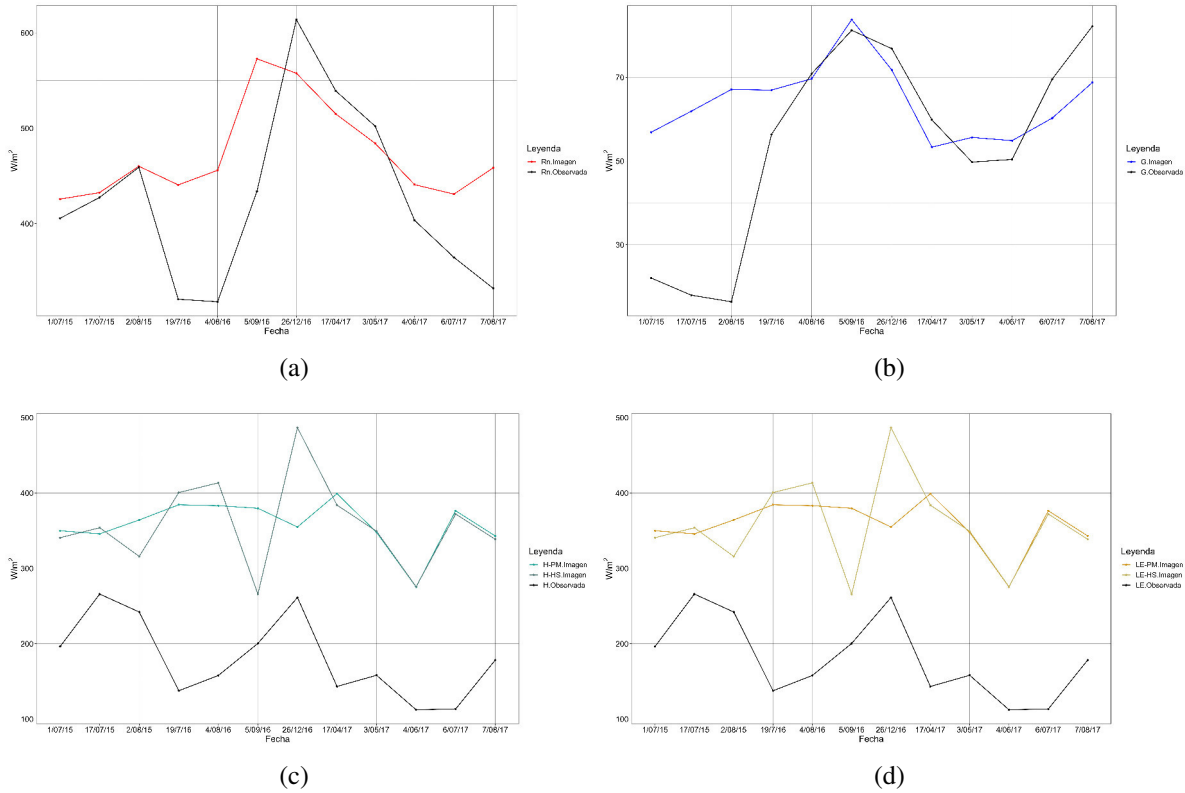 600
500
400
W/m²
1/07/15 17/07/15 2/08/15 19/7/16 4/08/16 5/09/16 26/12/16 17/04/17 3/05/17 4/06/17 6/07/17 7/08/17
Fecha
Leyenda
Rn.Imagen
Rn.Observada
(a)
70
50
30
W/m²
1/07/15 17/07/15 2/08/15 19/7/16 4/08/16 5/09/16 26/12/16 17/04/17 3/05/17 4/06/17 6/07/17 7/08/17
Fecha
Leyenda
G.Imagen
G.Observada
(b)
500
400
300
200
100
W/m²
1/07/15 17/07/15 2/08/15 19/7/16 4/08/16 5/09/16 26/12/16 17/04/17 3/05/17 4/06/17 6/07/17 7/08/17
Fecha
Leyenda
H-PM.Imagen
H-HS.Imagen
H.Observada
(c)
500
400
300
200
100
W/m²
1/07/15 17/07/15 2/08/15 19/7/16 4/08/16 5/09/16 26/12/16 17/04/17 3/05/17 4/06/17 6/07/17 7/08/17
Fecha
Leyenda
LE-PM.Imagen
LE-HS.Imagen
LE.Observada
(d)